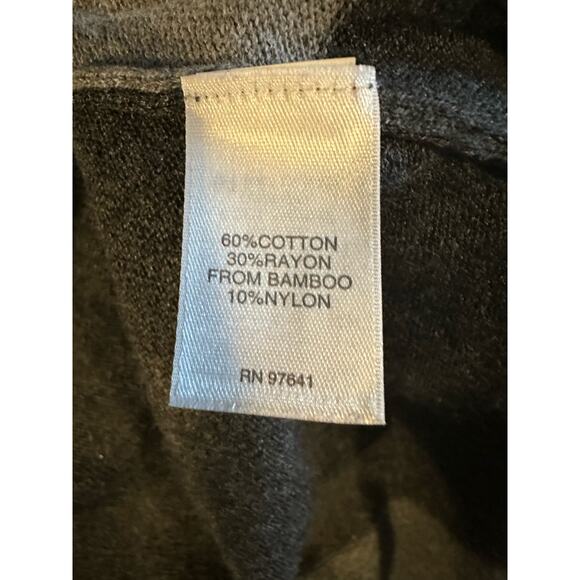 60%COTTON
30%RAYON
FROM BAMBOO
10%NYLON
RN 97641